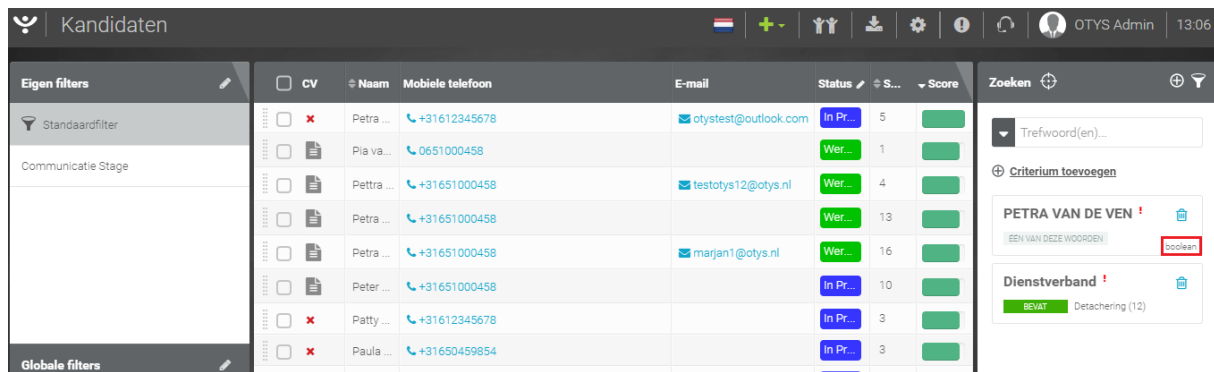 Kandidaten
OTYS Admin
13:06
Eigen filters
Standaardfilter
Communicatie Stage
Globale filters
CV Naam Mobiele telefoon E-mail Status S... Score
Petra ... +31612345678 otystest@outlook.com In Pr... 5
Pia va... 0651000458 Wer... 1
Pettra ... +31651000458 testotys12@otys.nl Wer... 4
Petra ... +31651000458 Wer... 13
Petra ... +31651000458 marjan1@otys.nl Wer... 16
Peter ... +31651000458 In Pr... 10
Patty ... +31612345678 In Pr... 3
Paula ... +31650459854 In Pr... 3
Zoeken
Trefwoord(en)...
Criterium toevoegen
PETRA VAN DE VEN !
EEN VAN DEZE WOORDEN
boolean
Dienstverband !
BEVAT Detachering (12)